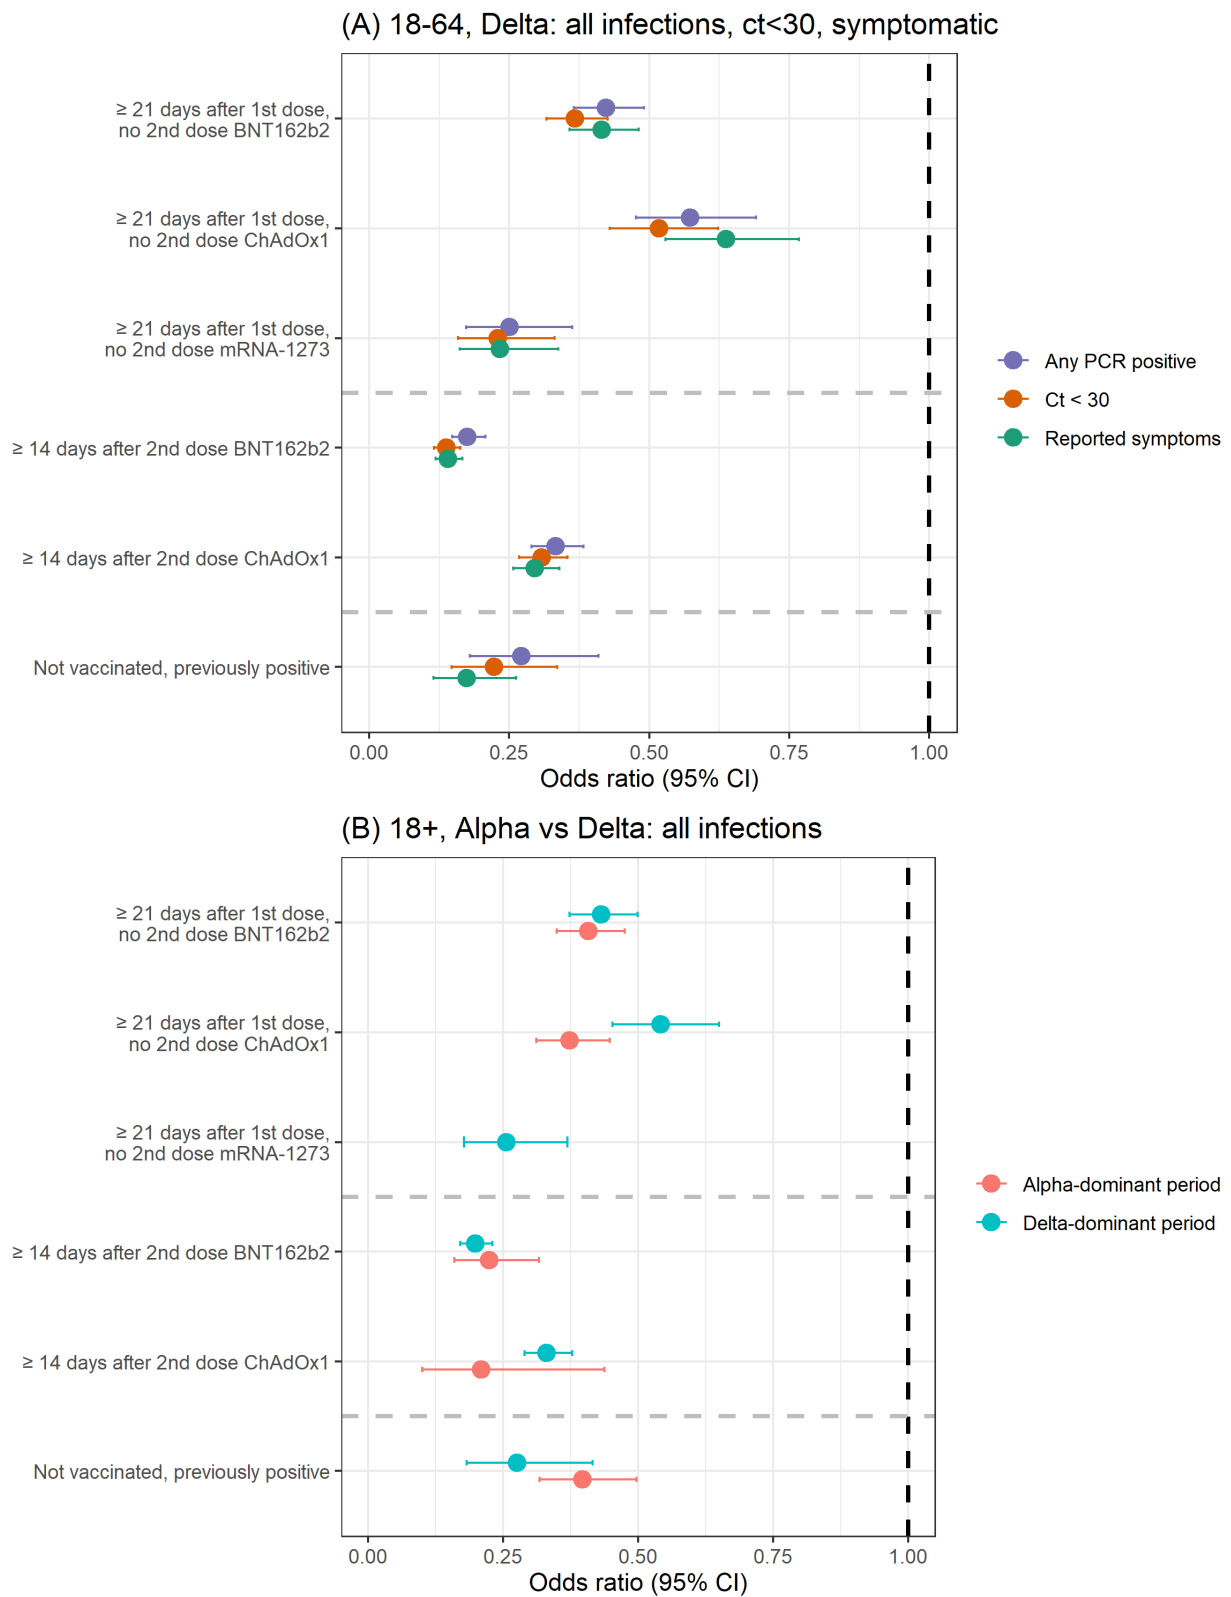 (A) 18-64, Delta: all infections, ct<30, symptomatic
≥ 21 days after 1st dose,
no 2nd dose BNT162b2
≥ 21 days after 1st dose,
no 2nd dose ChAdOx1
≥ 21 days after 1st dose,
no 2nd dose mRNA-1273
≥ 14 days after 2nd dose BNT162b2
≥ 14 days after 2nd dose ChAdOx1
Not vaccinated, previously positive
0.00 0.25 0.50 0.75 1.00
Odds ratio (95% CI)
Any PCR positive
Ct < 30
Reported symptoms
(B) 18+, Alpha vs Delta: all infections
≥ 21 days after 1st dose,
no 2nd dose BNT162b2
≥ 21 days after 1st dose,
no 2nd dose ChAdOx1
≥ 21 days after 1st dose,
no 2nd dose mRNA-1273
≥ 14 days after 2nd dose BNT162b2
≥ 14 days after 2nd dose ChAdOx1
Not vaccinated, previously positive
0.00 0.25 0.50 0.75 1.00
Odds ratio (95% CI)
Alpha-dominant period
Delta-dominant period